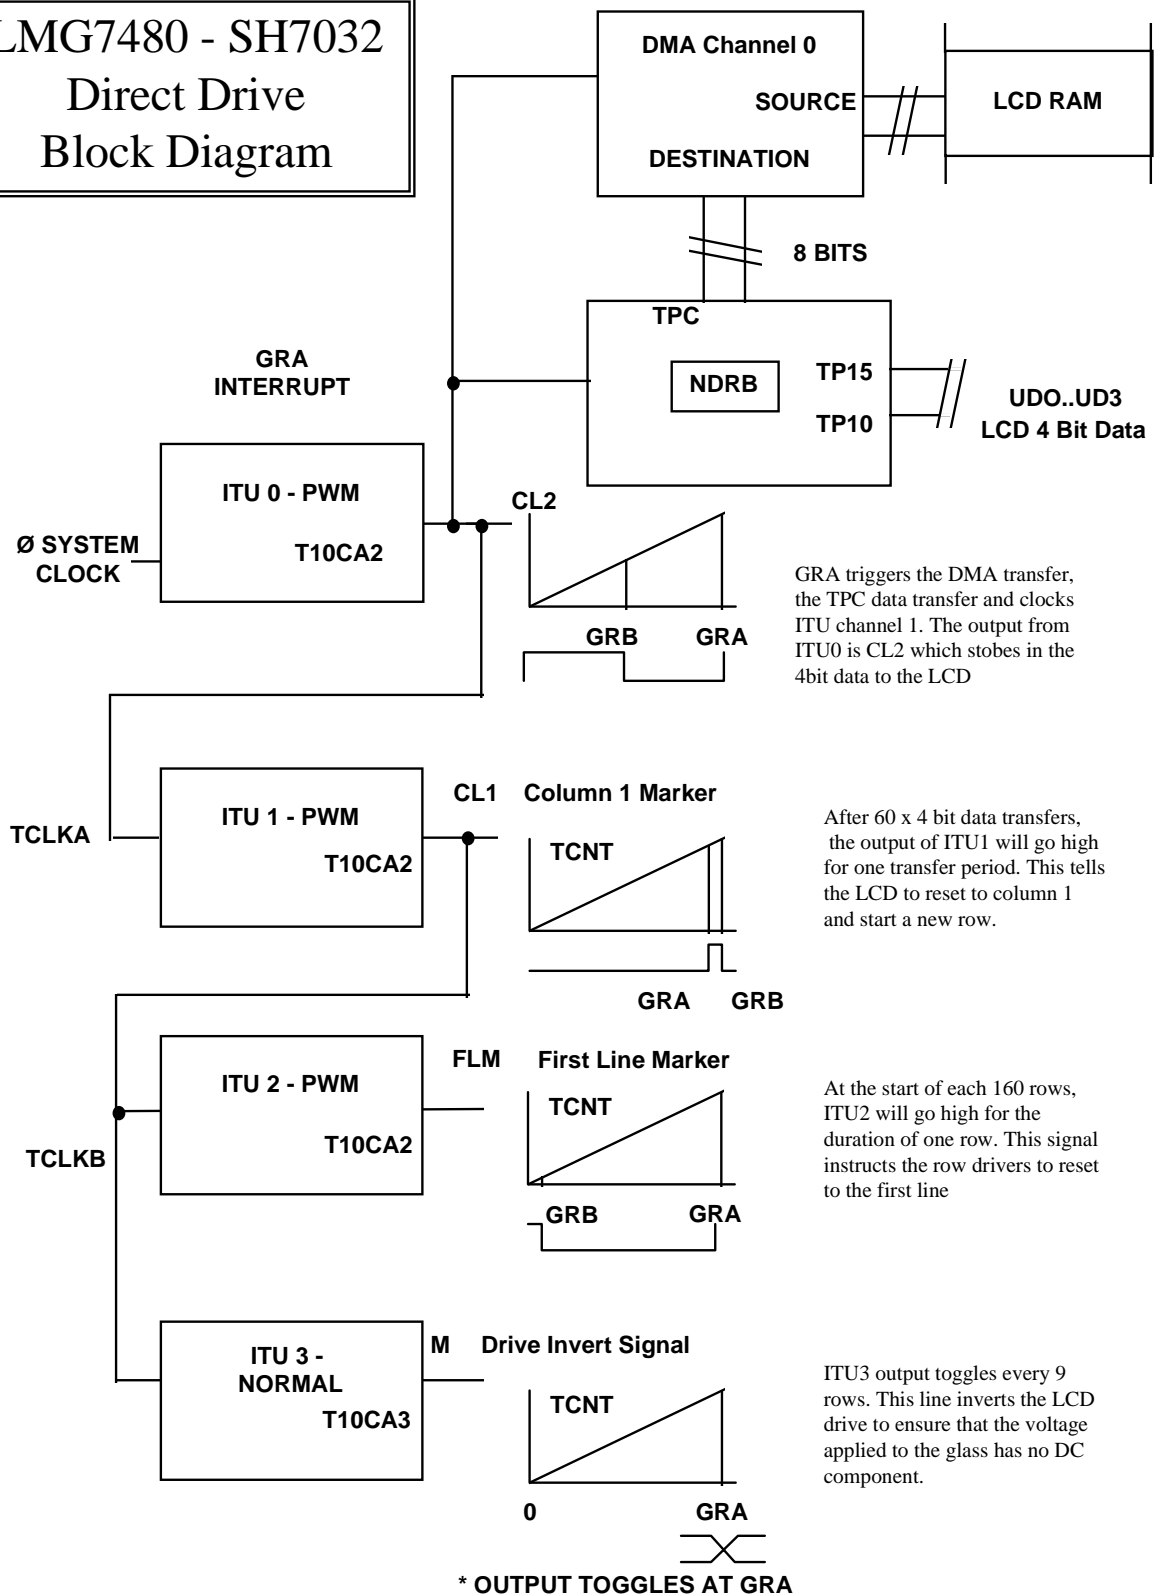 LMG7480 - SH7032
Direct Drive
Block Diagram
DMA Channel 0
SOURCE
DESTINATION
LCD RAM
8 BITS
TPC
NDRB
TP15
TP10
UDO..UD3
LCD 4 Bit Data
GRA
INTERRUPT
ITU 0 - PWM
T10CA2
Ø SYSTEM
CLOCK
CL2
GRB GRA
GRA triggers the DMA transfer,
the TPC data transfer and clocks
ITU channel 1. The output from
ITU0 is CL2 which stobes in the
4bit data to the LCD
TCLKA
ITU 1 - PWM
T10CA2
CL1 Column 1 Marker
TCNT
GRA GRB
After 60 x 4 bit data transfers,
the output of ITU1 will go high
for one transfer period. This tells
the LCD to reset to column 1
and start a new row.
TCLKB
ITU 2 - PWM
T10CA2
FLM First Line Marker
TCNT
GRB GRA
At the start of each 160 rows,
ITU2 will go high for the
duration of one row. This signal
instructs the row drivers to reset
to the first line
ITU 3 -
NORMAL
T10CA3
M Drive Invert Signal
TCNT
0 GRA
* OUTPUT TOGGLES AT GRA
ITU3 output toggles every 9
rows. This line inverts the LCD
drive to ensure that the voltage
applied to the glass has no DC
component.